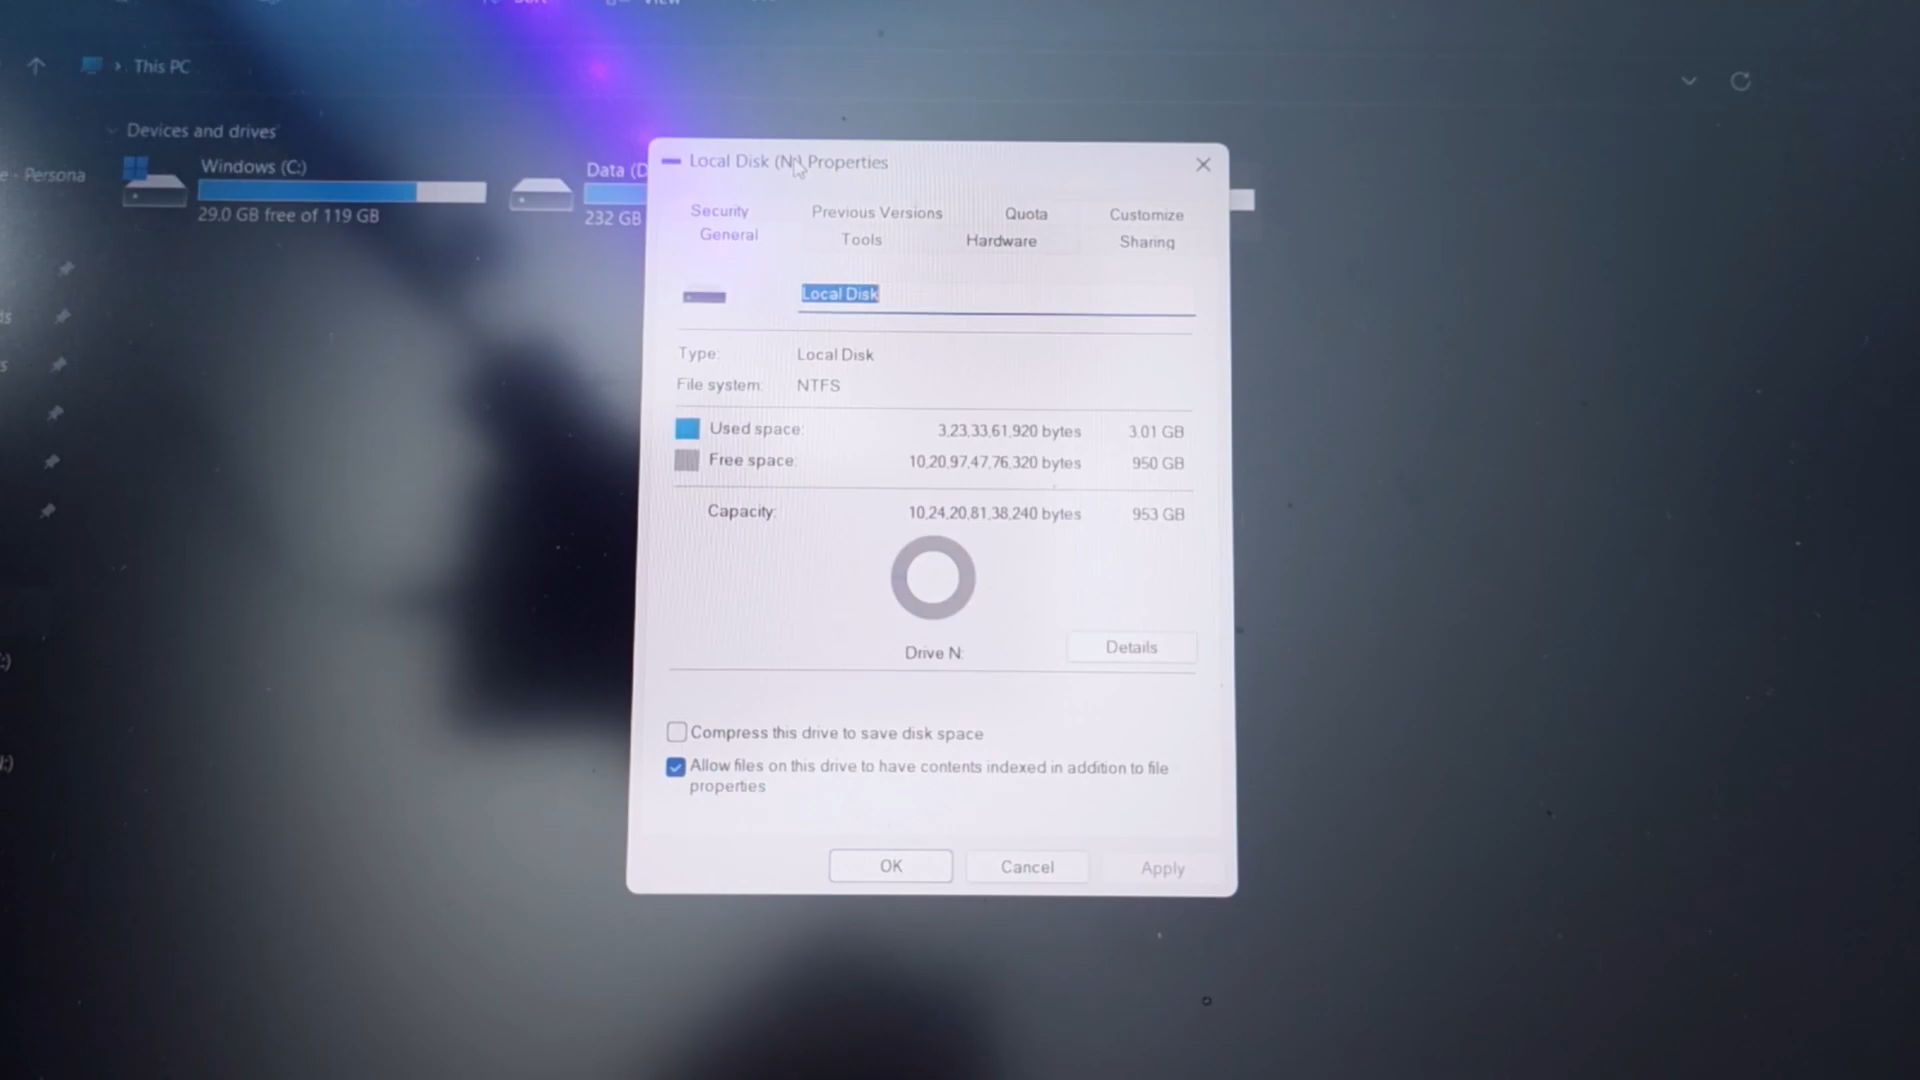 This PC
Devices and drives
Windows (C:)
29.0 GB free of 119 GB
Data (D
232 GB
e - Persona
Local Disk (N:) Properties
Security
Previous Versions
Quota
Customize
General
Tools
Hardware
Sharing
Local Disk
Type: Local Disk
File system: NTFS
Used space: 3,23,33,61,920 bytes 3.01 GB
Free space: 10,20,97,47,76,320 bytes 950 GB
Capacity: 10,24,20,81,38,240 bytes 953 GB
Drive N:
Details
Compress this drive to save disk space
Allow files on this drive to have contents indexed in addition to file
properties
OK
Cancel
Apply